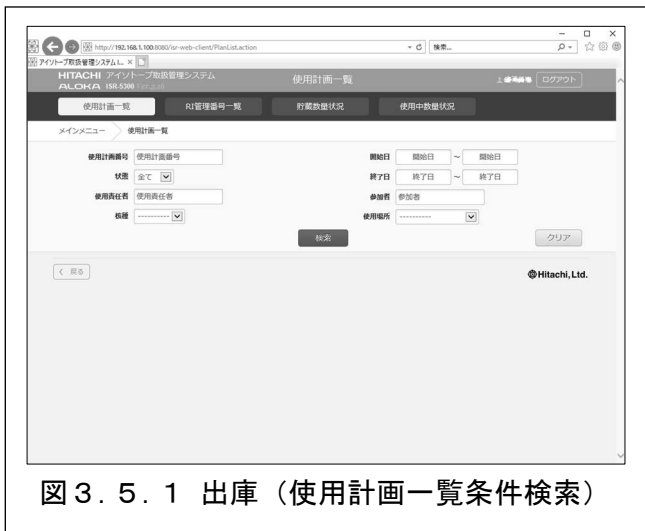 http://192.168.1.100:8080/isr-web-client/PlanList.action
検索...
アイソトープ取扱管理システム L...
HITACHI アイソトープ取扱管理システム
ALOKA ISR-5300
使用計画一覧
ログアウト
使用計画一覧 RI管理番号一覧 貯蔵数量状況 使用中数量状況
メインメニュー 使用計画一覧
使用計画番号 使用計画番号 開始日 開始日 ~ 開始日
状態 全て 終了日 終了日 ~ 終了日
使用責任者 使用責任者 参加者 参加者
核種 ---------- 使用場所 ----------
検索 クリア
< 戻る
Hitachi, Ltd.
図3.5.1 出庫（使用計画一覧条件検索）